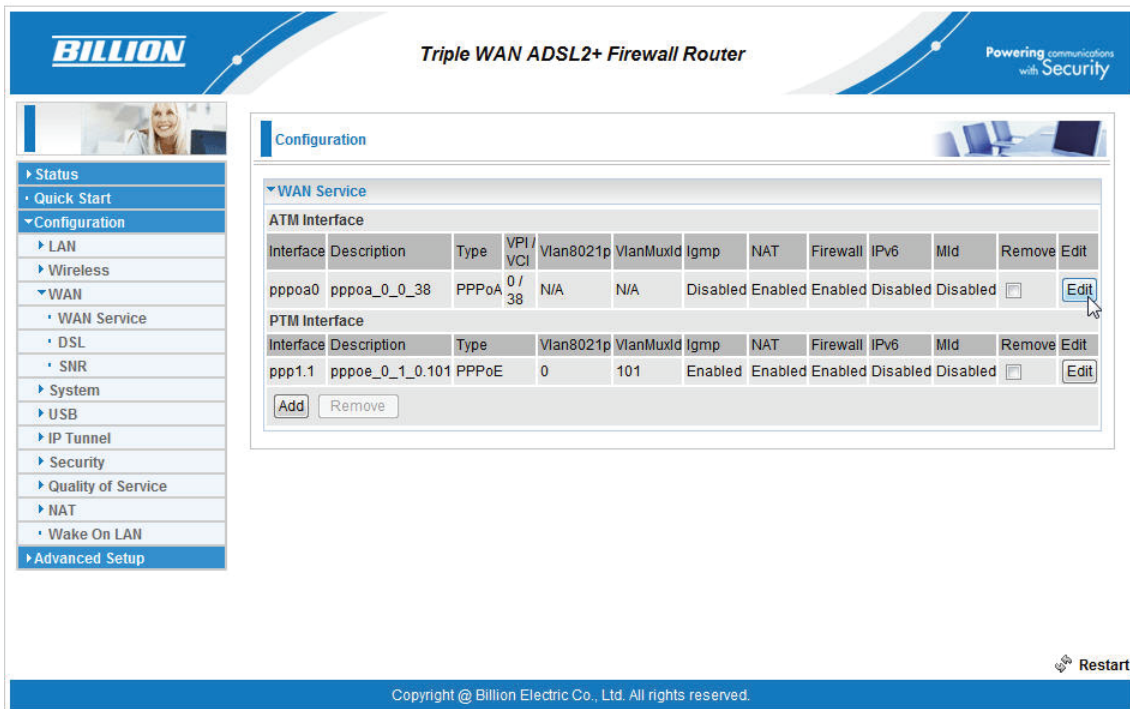 BILLION
Triple WAN ADSL2+ Firewall Router
Powering communications
with Security
Status
Quick Start
Configuration
LAN
Wireless
WAN
WAN Service
DSL
SNR
System
USB
IP Tunnel
Security
Quality of Service
NAT
Wake On LAN
Advanced Setup
Configuration
WAN Service
ATM Interface
Interface Description Type VPI / VCI Vlan8021p VlanMuxId Igmp NAT Firewall IPv6 Mld Remove Edit
pppoa0 pppoa_0_0_38 PPPoA 0 / 38 N/A N/A Disabled Enabled Enabled Disabled Disabled Edit
PTM Interface
Interface Description Type Vlan8021p VlanMuxId Igmp NAT Firewall IPv6 Mld Remove Edit
ppp1.1 pppoe_0_1_0.101 PPPoE 0 101 Enabled Enabled Enabled Disabled Disabled Edit
Add Remove
Restart
Copyright @ Billion Electric Co., Ltd. All rights reserved.